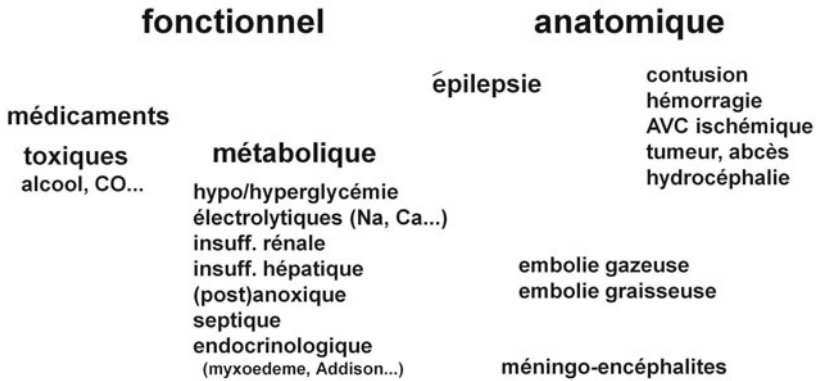 fonctionnel
anatomique
médicaments
toxiques
alcool, CO...
métabolique
hypo/hyperglycémie
électrolytiques (Na, Ca...)
insuff. rénale
insuff. hépatique
(post)anoxique
septique
endocrinologique
(myxoedeme, Addison...)
épilepsie
contusion
hémorragie
AVC ischémique
tumeur, abcès
hydrocéphalie
embolie gazeuse
embolie graisseuse
méningo-encéphalites